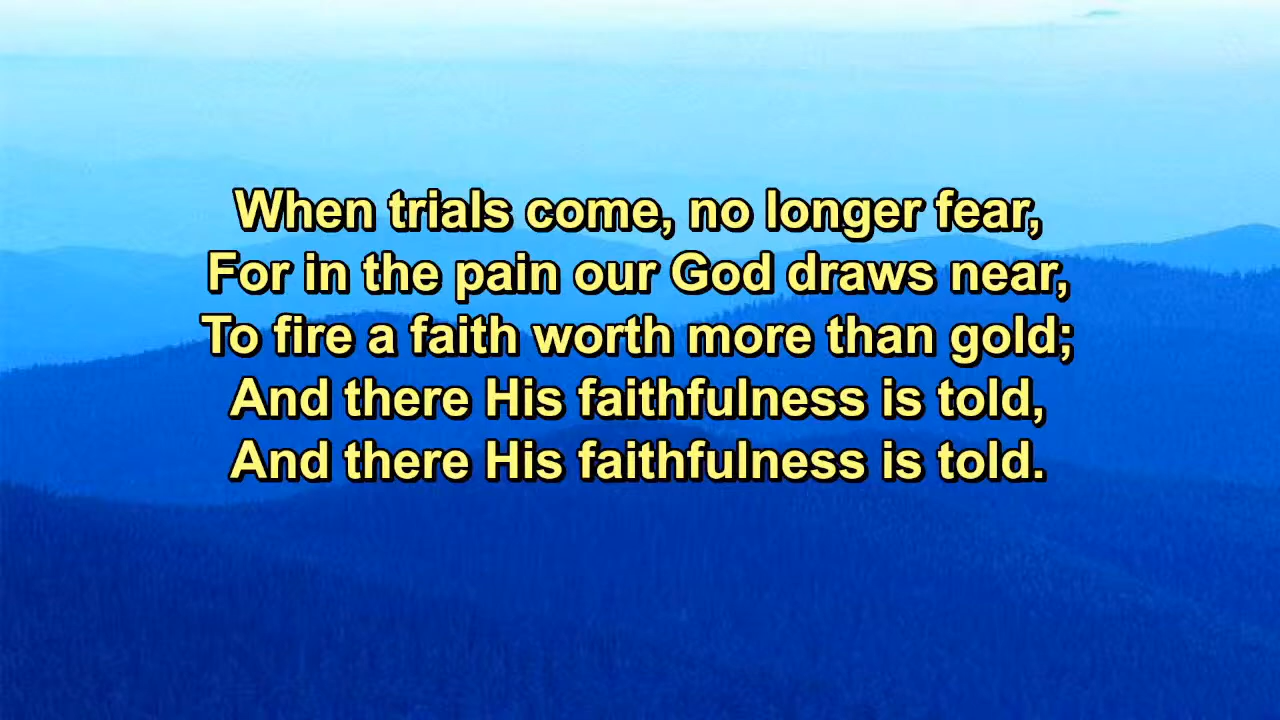 When trials come, no longer fear,
For in the pain our God draws near,
To fire a faith worth more than gold;
And there His faithfulness is told,
And there His faithfulness is told.